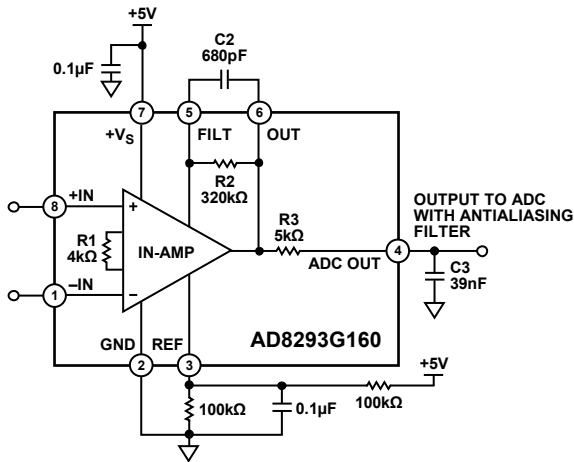 +5V
C2
680pF
0.1µF
7
5
6
+VS
FILT
OUT
R2
320kΩ
8
+IN
+
R1
4kΩ
IN-AMP
R3
5kΩ
ADC OUT
4
OUTPUT TO ADC
WITH ANTIALIASING
FILTER
C3
39nF
1
–IN
–
GND
REF
AD8293G160
2
3
+5V
100kΩ
0.1µF
100kΩ